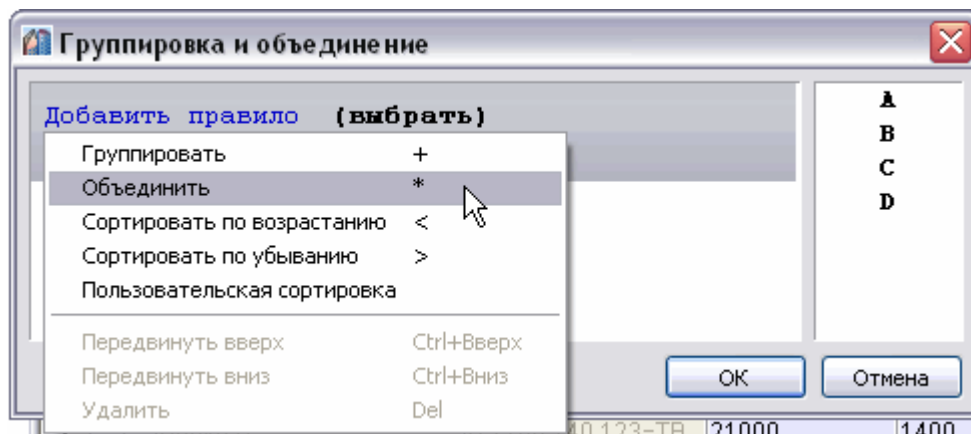 Группировка и объединение
Добавить правило (выбрать)
Группировать +
Объединить *
Сортировать по возрастанию <
Сортировать по убыванию >
Пользовательская сортировка
Передвинуть вверх Ctrl+Вверх
Передвинуть вниз Ctrl+Вниз
Удалить Del
A
B
C
D
OK Отмена
21000 1400